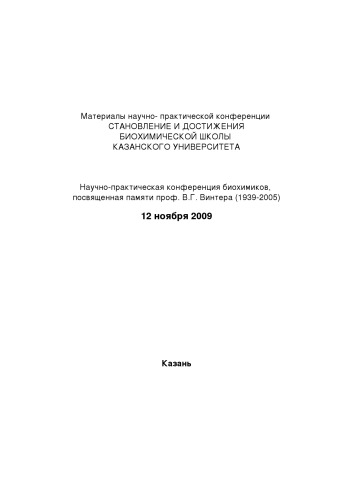 Материалы научно- практической конференции
СТАНОВЛЕНИЕ И ДОСТИЖЕНИЯ
БИОХИМИЧЕСКОЙ ШКОЛЫ
КАЗАНСКОГО УНИВЕРСИТЕТА
Научно-практическая конференция биохимиков,
посвященная памяти проф. В.Г. Винтера (1939-2005)
12 ноября 2009
Казань